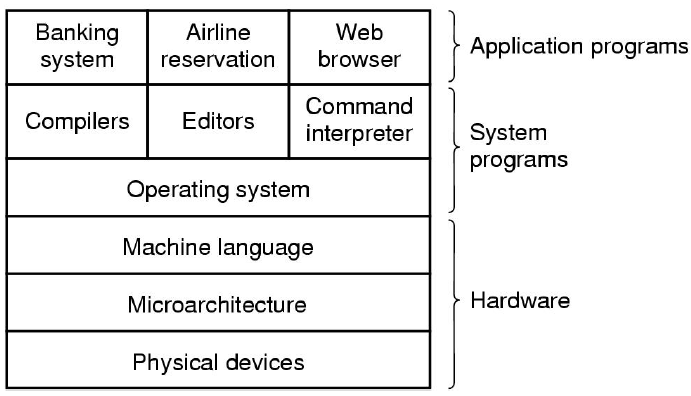 Banking
system
Airline
reservation
Web
browser
Application programs
Compilers
Editors
Command
interpreter
System
programs
Operating system
Machine language
Microarchitecture
Hardware
Physical devices